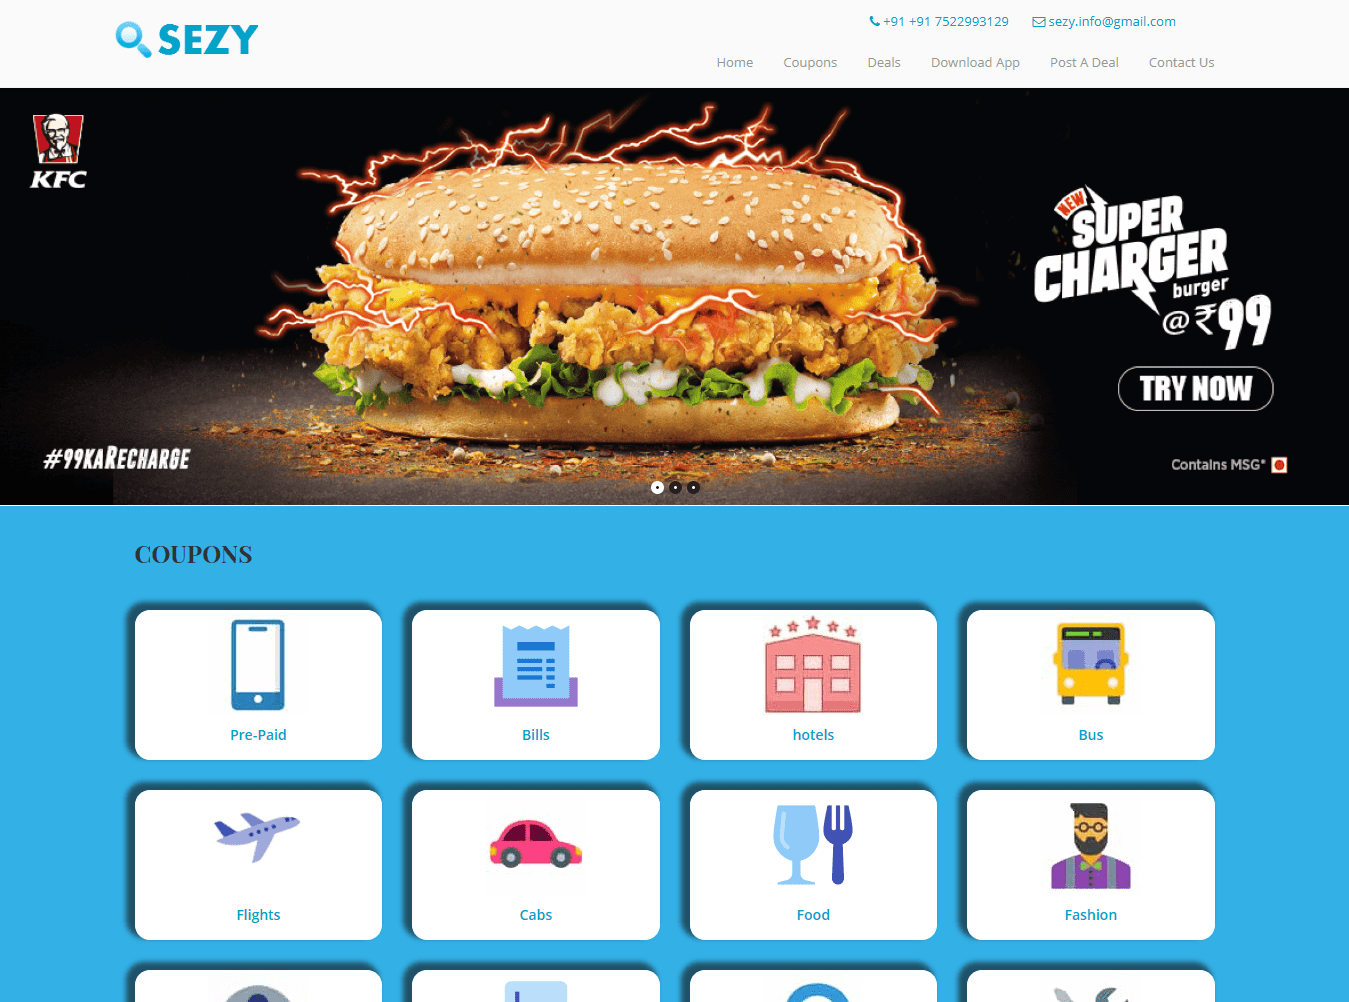 SEZY
+91 +91 7522993129
sezy.info@gmail.com
Home
Coupons
Deals
Download App
Post A Deal
Contact Us
KFC
NEW
SUPER
CHARGER
burger
@ ₹99
TRY NOW
#99KARECHARGE
Contains MSG*
COUPONS
Pre-Paid
Bills
hotels
Bus
Flights
Cabs
Food
Fashion